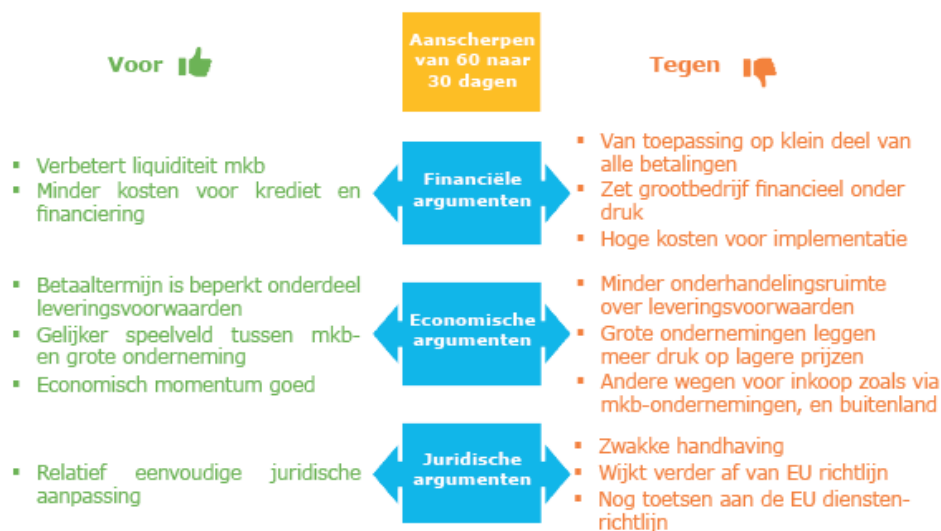 Aanscherpen
van 60 naar
30 dagen
Voor
Tegen
Financiële
argumenten
▪ Verbetert liquiditeit mkb
▪ Minder kosten voor krediet en
financiering
▪ Van toepassing op klein deel van
alle betalingen
▪ Zet grootbedrijf financieel onder
druk
▪ Hoge kosten voor implementatie
Economische
argumenten
▪ Betaaltermijn is beperkt onderdeel
leveringsvoorwaarden
▪ Gelijker speelveld tussen mkb-
en grote onderneming
▪ Economisch momentum goed
▪ Minder onderhandelingsruimte
over leveringsvoorwaarden
▪ Grote ondernemingen leggen
meer druk op lagere prijzen
▪ Andere wegen voor inkoop zoals via
mkb-ondernemingen, en buitenland
Juridische
argumenten
▪ Relatief eenvoudige juridische
aanpassing
▪ Zwakke handhaving
▪ Wijkt verder af van EU richtlijn
▪ Nog toetsen aan de EU diensten-
richtlijn